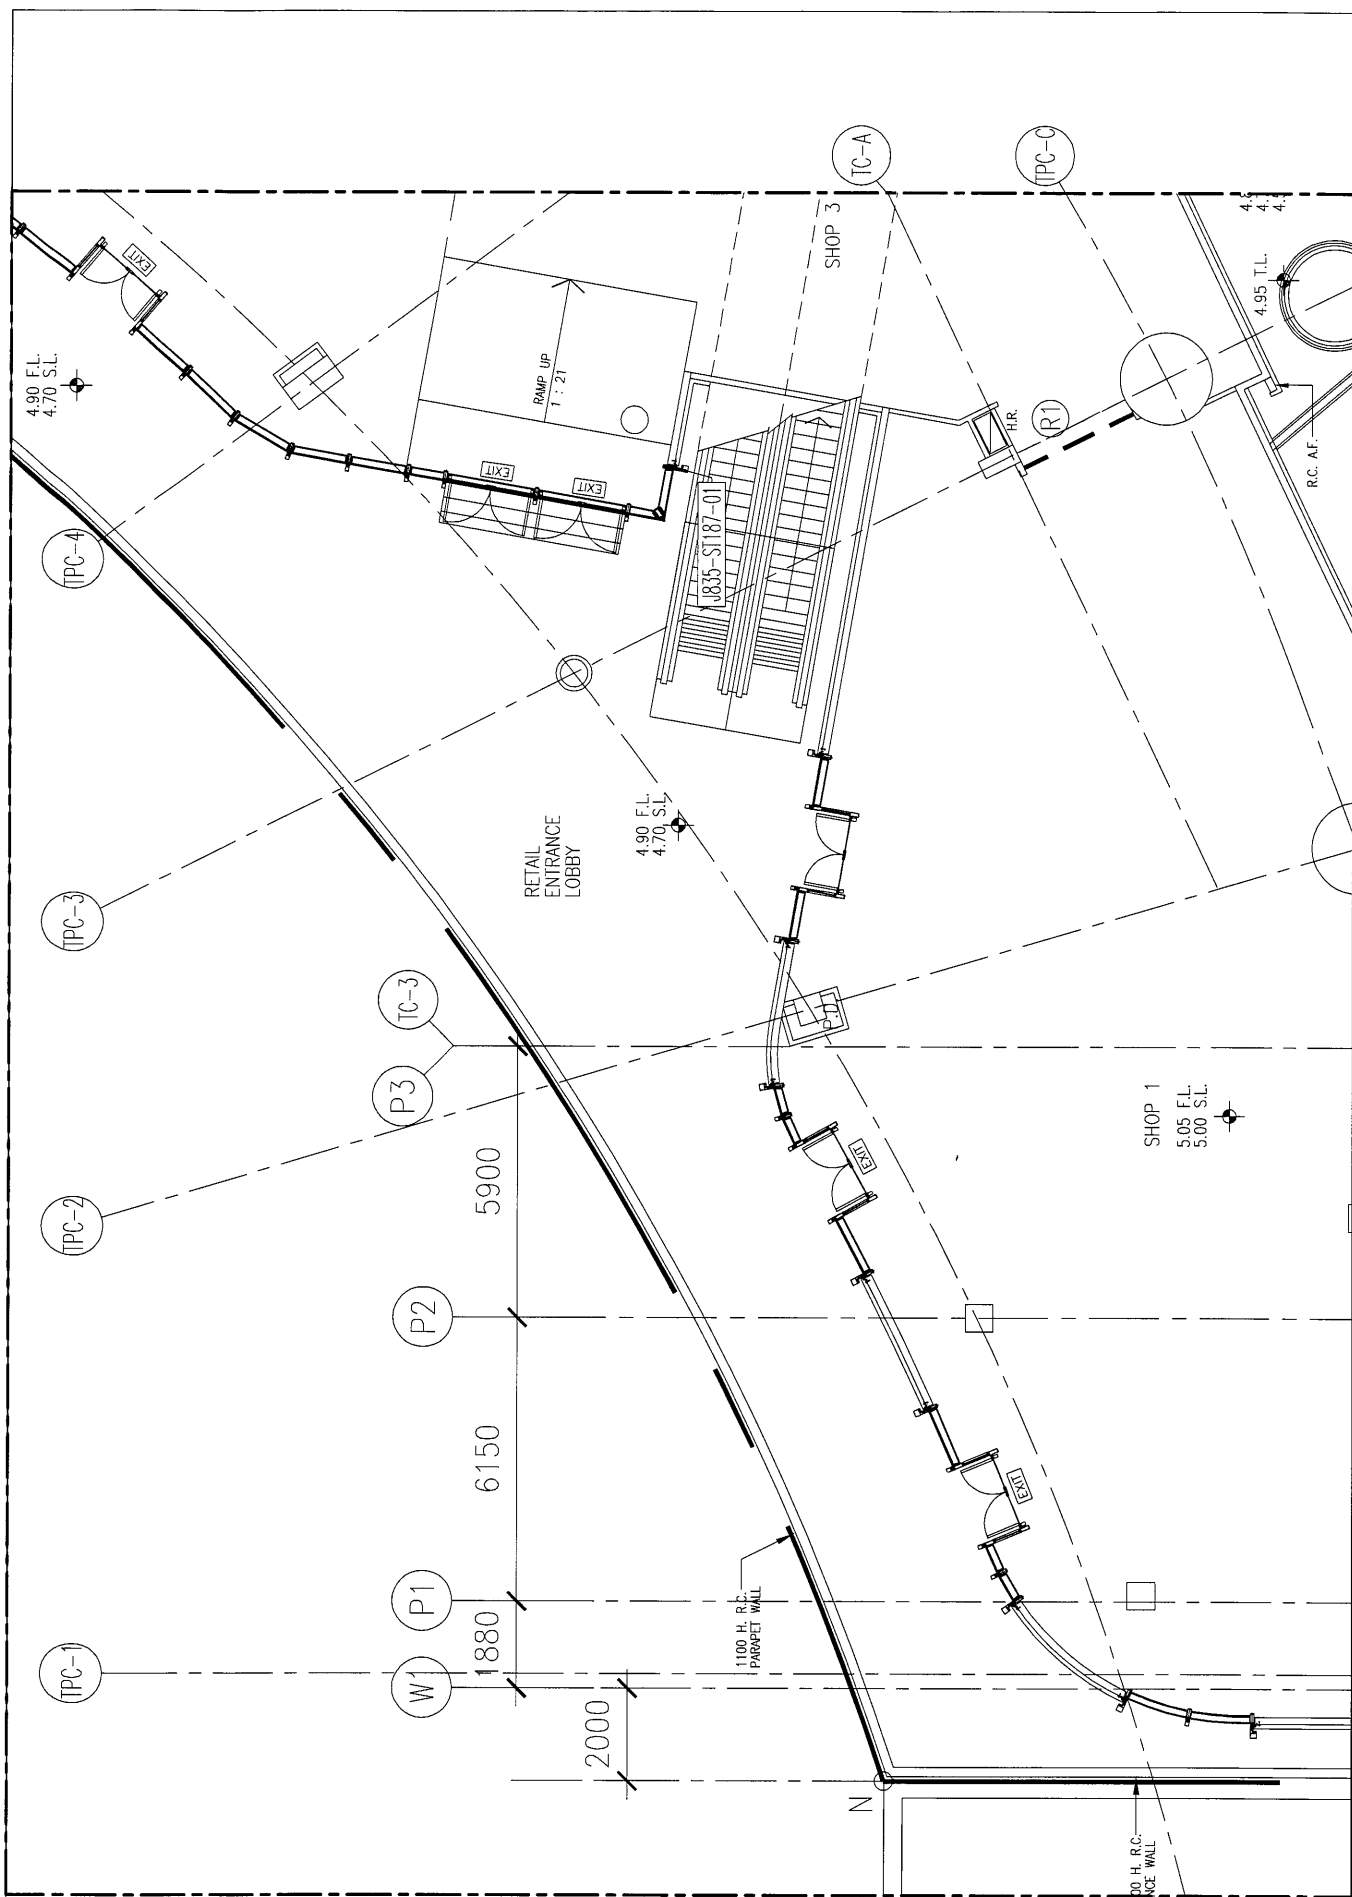 TPC-4
TPC-3
TPC-2
TPC-1
TC-3
P3
P2
P1
W1
TC-A
TPC-C
R1
4.90 F.L.
4.70 S.L.
EXIT
RAMP UP
1 : 21
EXIT
EXIT
SHOP 3
J835-ST187-01
H.R.
4.95 T.L.
R.C. A.F.
RETAIL
ENTRANCE
LOBBY
4.90 F.L.
4.70 S.L.
P.D.
SHOP 1
5.05 F.L.
5.00 S.L.
EXIT
EXIT
5900
6150
1880
2000
1100 H. R.C.
PARAPET WALL
N
00 H. R.C.
NCE WALL